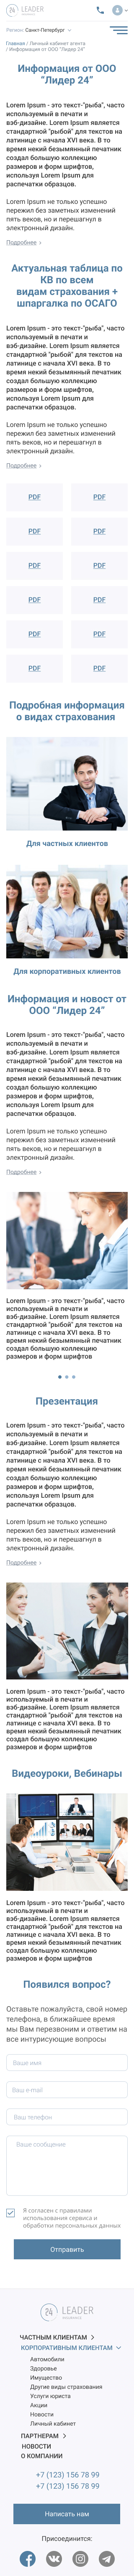 LEADER
Регион: Санкт-Петербург
Главная / Личный кабинет агента
/ Информация от ООО "Лидер 24"
Информация от ООО
"Лидер 24"
Lorem Ipsum - это текст-"рыба", часто
используемый в печати и
вэб-дизайне. Lorem Ipsum является
стандартной "рыбой" для текстов на
латинице с начала XVI века. В то
время некий безымянный печатник
создал большую коллекцию
размеров и форм шрифтов,
используя Lorem Ipsum для
распечатки образцов.
Lorem Ipsum не только успешно
пережил без заметных изменений
пять веков, но и перешагнул в
электронный дизайн.
Подробнее
Актуальная таблица по
КВ по всем
видам страхования +
шпаргалка по ОСАГО
Lorem Ipsum - это текст-"рыба", часто
используемый в печати и
вэб-дизайне. Lorem Ipsum является
стандартной "рыбой" для текстов на
латинице с начала XVI века. В то
время некий безымянный печатник
создал большую коллекцию
размеров и форм шрифтов,
используя Lorem Ipsum для
распечатки образцов.
Lorem Ipsum не только успешно
пережил без заметных изменений
пять веков, но и перешагнул в
электронный дизайн.
Подробнее
PDF PDF
PDF PDF
PDF PDF
PDF PDF
PDF PDF
PDF PDF
Подробная информация
о видах страхования
Для частных клиентов
Для корпоративных клиентов
Информация и новост от
ООО "Лидер 24"
Lorem Ipsum - это текст-"рыба", часто
используемый в печати и
вэб-дизайне. Lorem Ipsum является
стандартной "рыбой" для текстов на
латинице с начала XVI века. В то
время некий безымянный печатник
создал большую коллекцию
размеров и форм шрифтов,
используя Lorem Ipsum для
распечатки образцов.
Lorem Ipsum не только успешно
пережил без заметных изменений
пять веков, но и перешагнул в
электронный дизайн.
Подробнее
Lorem Ipsum - это текст-"рыба", часто
используемый в печати и
вэб-дизайне. Lorem Ipsum является
стандартной "рыбой" для текстов на
латинице с начала XVI века. В то
время некий безымянный печатник
создал большую коллекцию
размеров и форм шрифтов
Презентация
Lorem Ipsum - это текст-"рыба", часто
используемый в печати и
вэб-дизайне. Lorem Ipsum является
стандартной "рыбой" для текстов на
латинице с начала XVI века. В то
время некий безымянный печатник
создал большую коллекцию
размеров и форм шрифтов,
используя Lorem Ipsum для
распечатки образцов.
Lorem Ipsum не только успешно
пережил без заметных изменений
пять веков, но и перешагнул в
электронный дизайн.
Подробнее
Lorem Ipsum - это текст-"рыба", часто
используемый в печати и
вэб-дизайне. Lorem Ipsum является
стандартной "рыбой" для текстов на
латинице с начала XVI века. В то
время некий безымянный печатник
создал большую коллекцию
размеров и форм шрифтов
Видеоуроки, Вебинары
Lorem Ipsum - это текст-"рыба", часто
используемый в печати и
вэб-дизайне. Lorem Ipsum является
стандартной "рыбой" для текстов на
латинице с начала XVI века. В то
время некий безымянный печатник
создал большую коллекцию
размеров и форм шрифтов
Появился вопрос?
Оставьте пожалуйста, свой номер
телефона, в ближайшее время
мы Вам перезвоним и ответим на
все интуирисующие вопросы
Ваше имя
Ваш e-mail
Ваш телефон
Ваше сообщение
Я согласен с правилами
использования сервиса и
обработки персональных данных
Отправить
LEADER
ЧАСТНЫМ КЛИЕНТАМ
КОРПОРАТИВНЫМ КЛИЕНТАМ
Автомобили
Здоровье
Имущество
Другие виды страхования
Услуги юриста
Акции
Новости
Личный кабинет
ПАРТНЕРАМ
НОВОСТИ
О КОМПАНИИ
+7 (123) 156 78 99
+7 (123) 156 78 99
Написать нам
Присоединитсь: